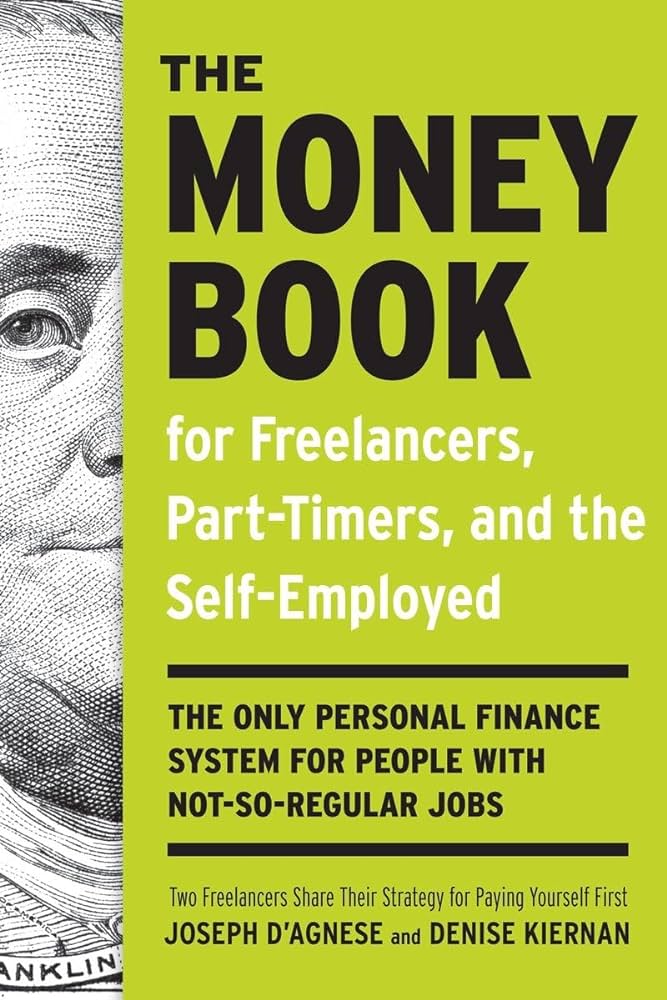 THE
MONEY
BOOK
for Freelancers,
Part-Timers, and the
Self-Employed
THE ONLY PERSONAL FINANCE
SYSTEM FOR PEOPLE WITH
NOT-SO-REGULAR JOBS
Two Freelancers Share Their Strategy for Paying Yourself First
JOSEPH D'AGNESE and DENISE KIERNAN
ANKLIN